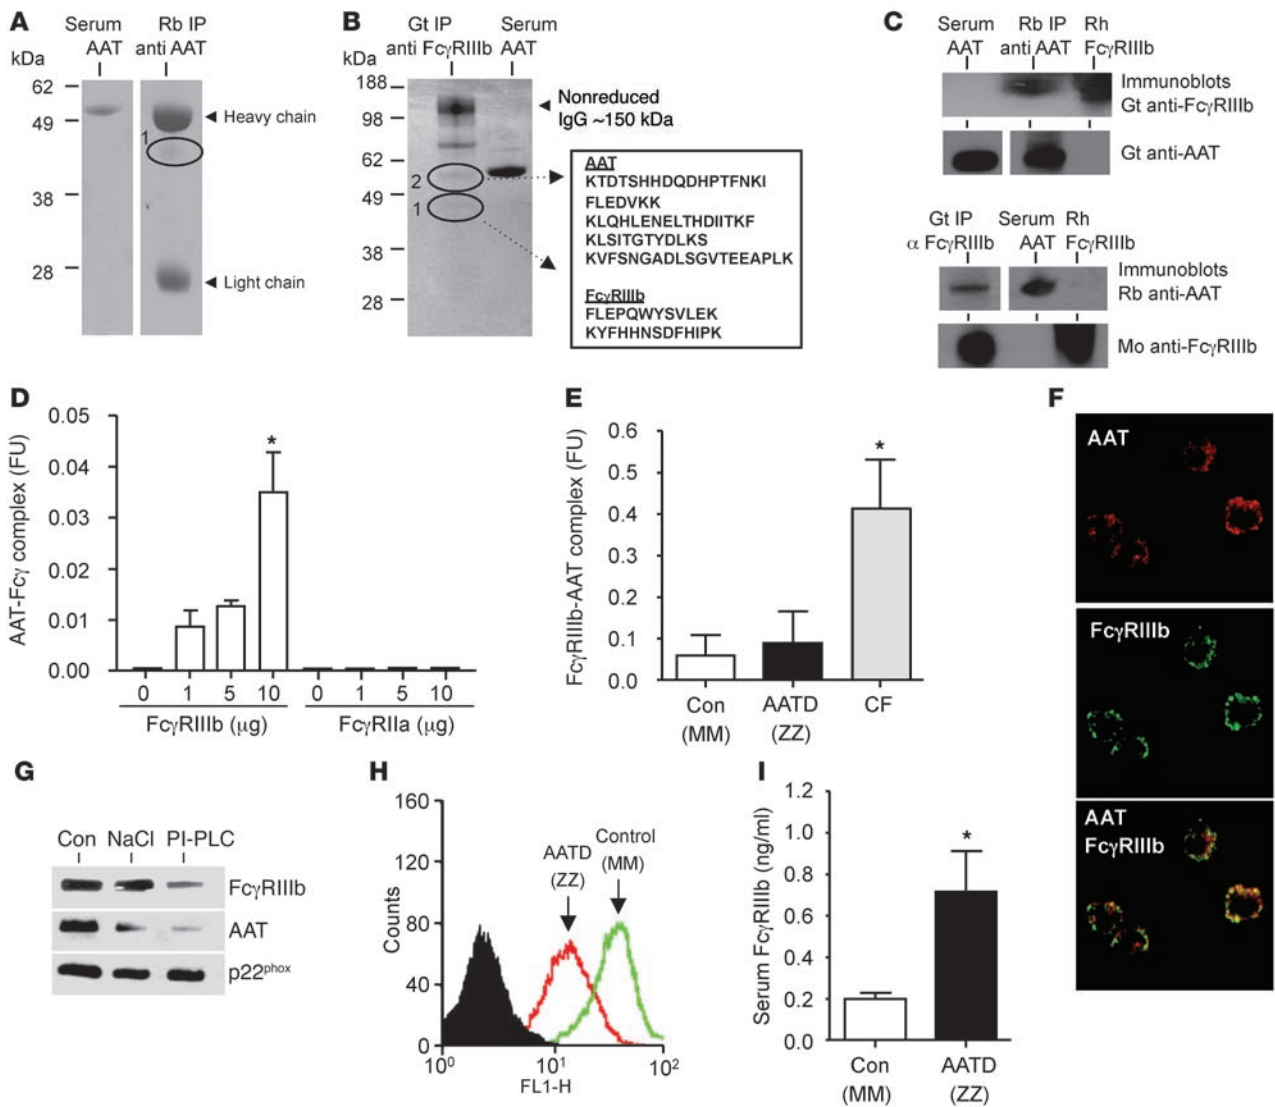 A
Serum
AAT
Rb IP
anti AAT
kDa
62
49
38
28
1
Heavy chain
Light chain
B
Gt IP
anti FcγRIIIb
Serum
AAT
kDa
188
98
62
49
38
28
2
1
Nonreduced
IgG ~150 kDa
AAT
KTDTSHHDQDHPTFNKI
FLEDVKK
KLQHLENELTHDIITKF
KLSITGTYDLKS
KVFSNGADLSGVTEEAPLK
FcγRIIIb
FLEPQWYSVLEK
KYFHHNSDFHIPK
C
Serum
AAT
Rb IP
anti AAT
Rh
FcγRIIIb
Immunoblots
Gt anti-FcγRIIIb
Gt anti-AAT
Gt IP
α FcγRIIIb
Serum
AAT
Rh
FcγRIIIb
Immunoblots
Rb anti-AAT
Mo anti-FcγRIIIb
D
AAT-Fcγ complex (FU)
0.05
0.04
0.03
0.02
0.01
0.00
*
0 1 5 10 0 1 5 10
FcγRIIIb (μg) FcγRIIa (μg)
E
FcγRIIIb-AAT complex (FU)
0.6
0.5
0.4
0.3
0.2
0.1
0.0
*
Con
(MM)
AATD
(ZZ)
CF
F
AAT
FcγRIIIb
AAT
FcγRIIIb
G
Con NaCl PI-PLC
FcγRIIIb
AAT
p22phox
H
Counts
160
120
80
40
0
AATD
(ZZ)
Control
(MM)
10⁰ 10¹ 10²
FL1-H
I
Serum FcγRIIIb (ng/ml)
1.2
1.0
0.8
0.6
0.4
0.2
0.0
*
Con
(MM)
AATD
(ZZ)